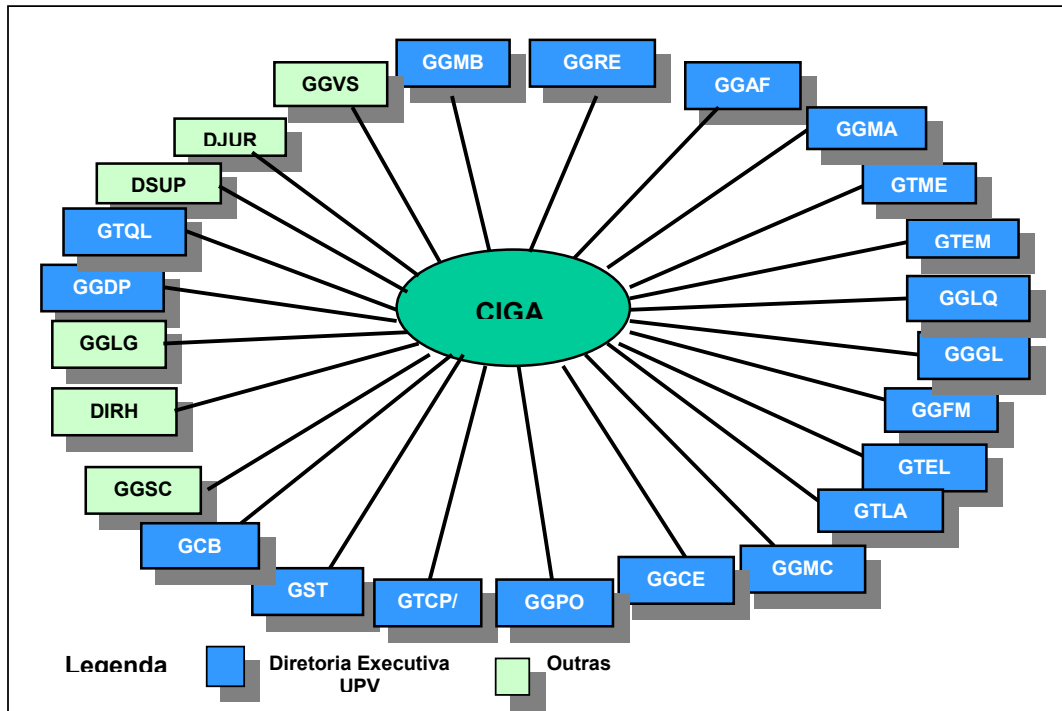 GGMB
GGRE
GGAF
GGVS
GGMA
DJUR
DSUP
GTME
GTQL
GTEM
GGDP
GGLQ
CIGA
GGLG
GGGL
DIRH
GGFM
GTEL
GGSC
GTLA
GCB
GGMC
GGCE
GST
GTCP/
GGPO
Legenda
Diretoria Executiva
UPV
Outras